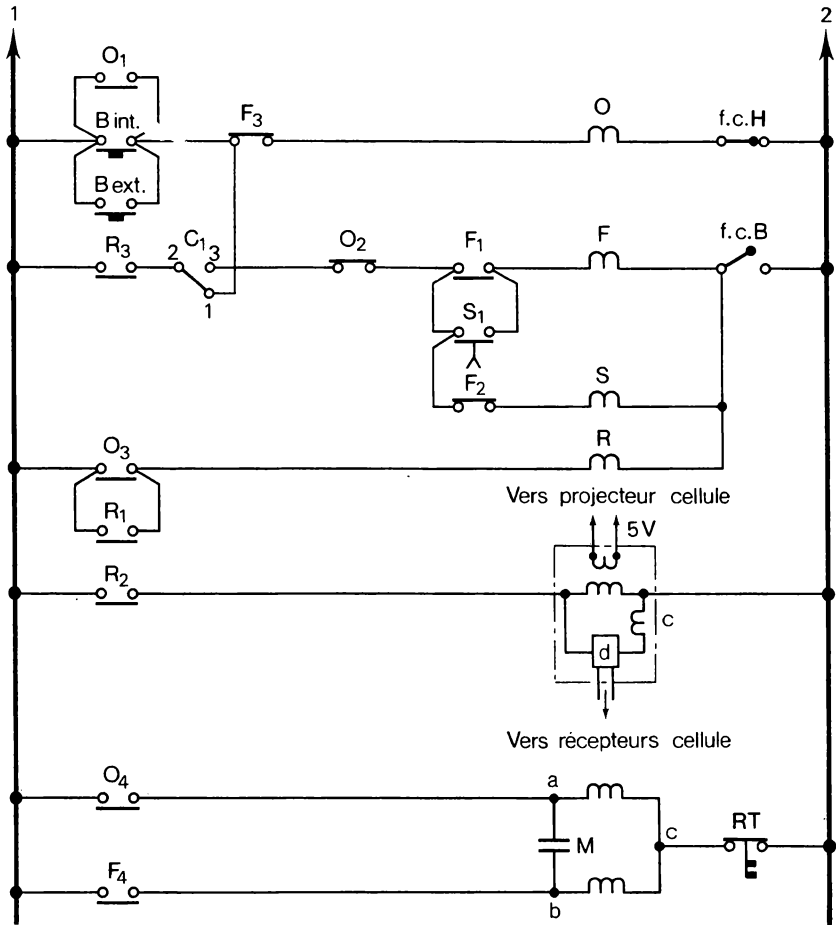 1 2
O1
B int. F3 O f.c.H
B ext.
R3 2 C1 3 O2 F1 F f.c.B
1
S1
F2 S
O3 R
Vers projecteur cellule
R1 5V
R2
c
d
Vers récepteurs cellule
O4 a
M c RT
F4
b